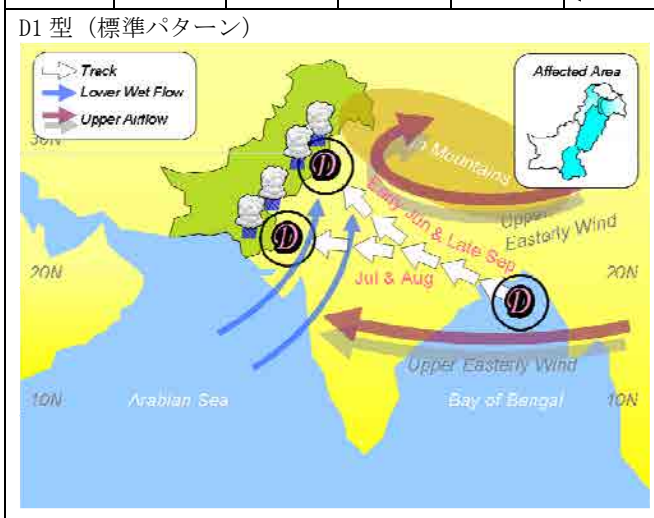 D1 型（標準パターン）
Track
Lower Wet Flow
Upper Airflow
Affected Area
30N
in Mountains
Upper
Easterly Wind
Early Jun & Late Sep
D
D
20N
Jul & Aug
20N
D
Upper Easterly Wind
10N
Arabian Sea
Bay of Bengal
10N